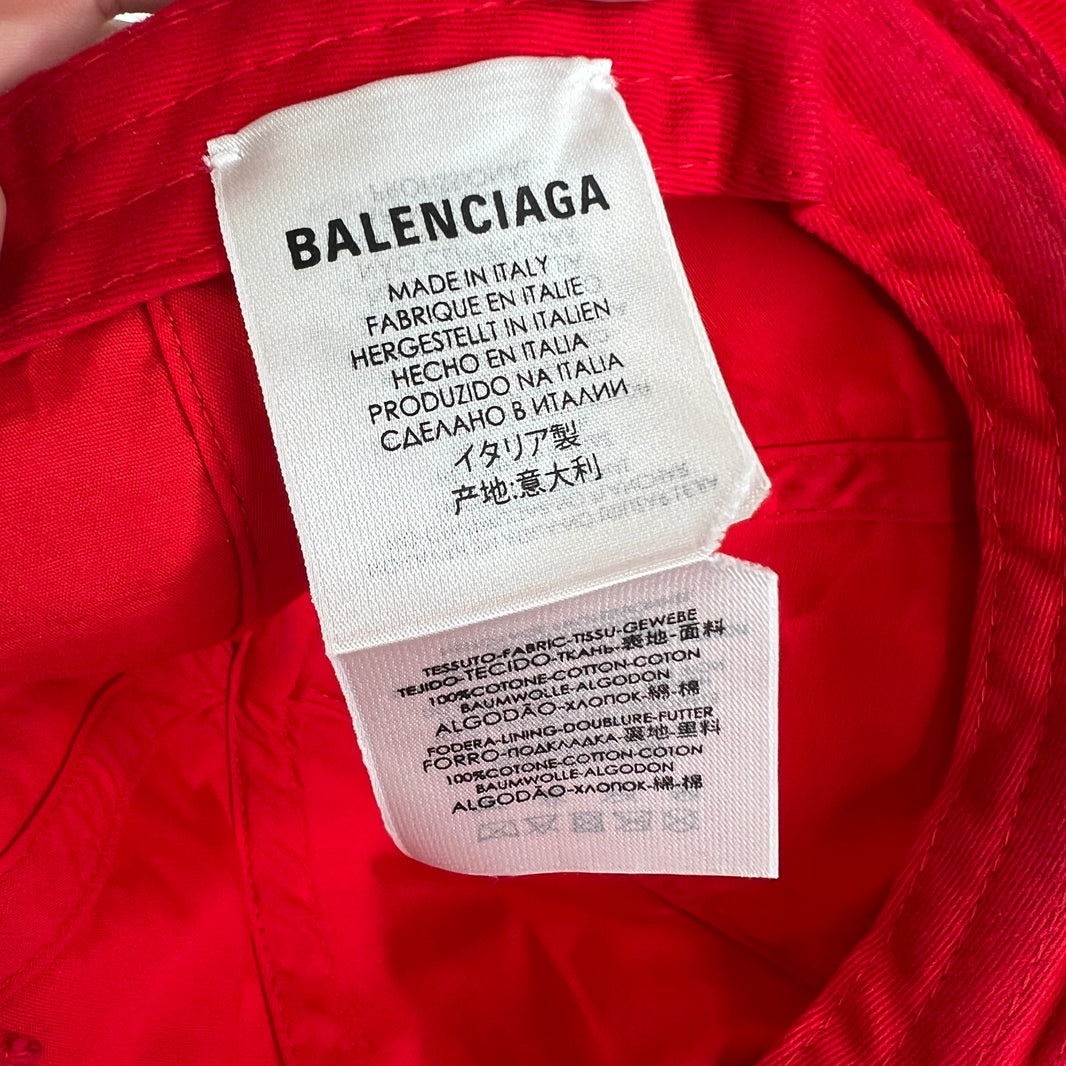 BALENCIAGA
MADE IN ITALY
FABRIQUE EN ITALIE
HERGESTELLT IN ITALIEN
HECHO EN ITALIA
PRODUZIDO NA ITALIA
СДЕЛАНО В ИТАЛИИ
イタリア製
产地:意大利
TESSUTO-FABRIC-TISSU-GEWEBE
TEJIDO-TECIDO-ТКАНЬ-表地-面料
100%COTONE-COTTON-COTON
BAUMWOLLE-ALGODON
ALGODÃO-ХЛОПОК-綿-棉
FODERA-LINING-DOUBLURE-FUTTER
FORRO-ПОДКЛАДКА-裏地-里料
100%COTONE-COTTON-COTON
BAUMWOLLE-ALGODON
ALGODÃO-ХЛОПОК-綿-棉